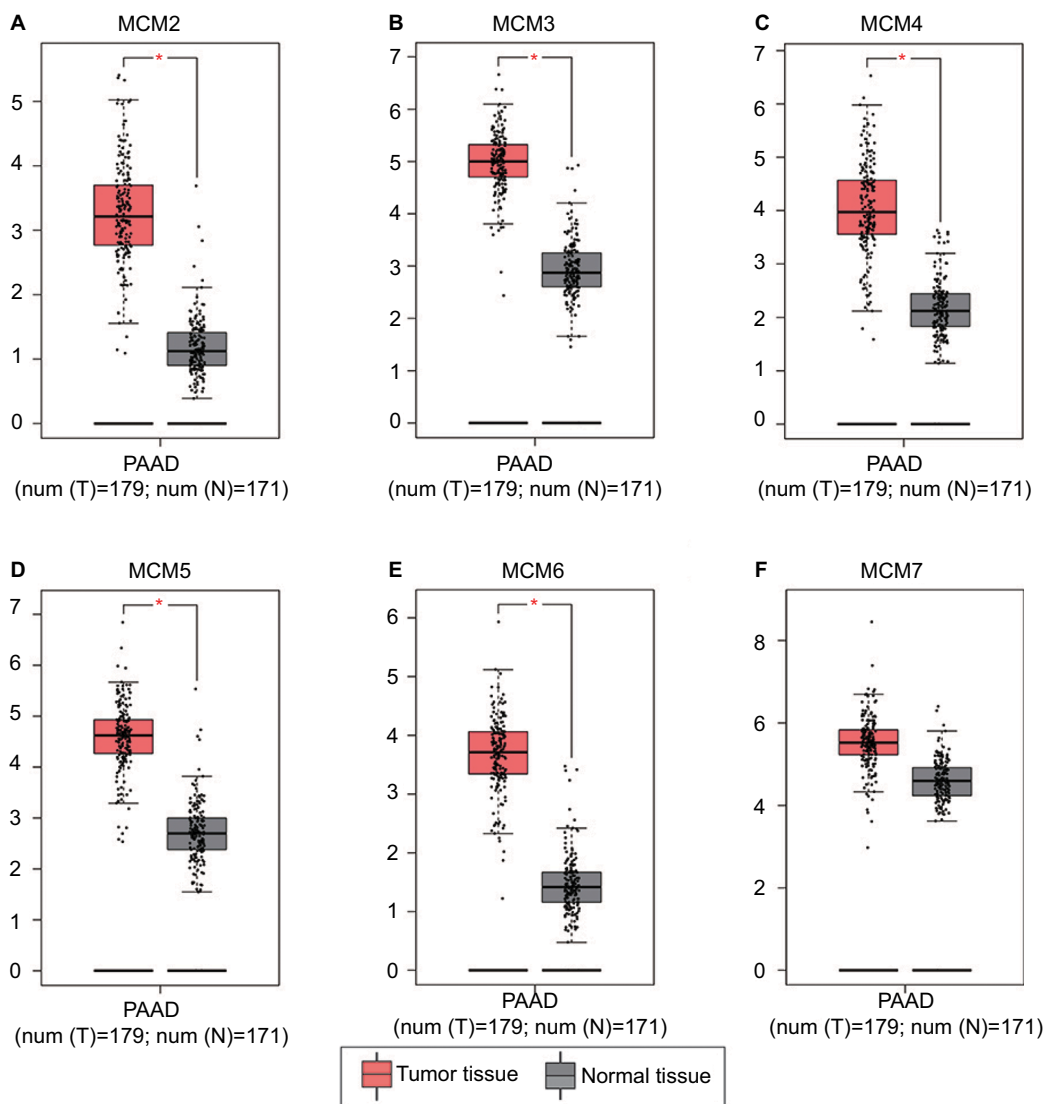 A MCM2
*
5
4
3
2
1
0
PAAD
(num (T)=179; num (N)=171)
B MCM3
*
7
6
5
4
3
2
1
0
PAAD
(num (T)=179; num (N)=171)
C MCM4
*
7
6
5
4
3
2
1
0
PAAD
(num (T)=179; num (N)=171)
D MCM5
*
7
6
5
4
3
2
1
0
PAAD
(num (T)=179; num (N)=171)
E MCM6
*
6
5
4
3
2
1
0
PAAD
(num (T)=179; num (N)=171)
F MCM7
8
6
4
2
0
PAAD
(num (T)=179; num (N)=171)
Tumor tissue Normal tissue